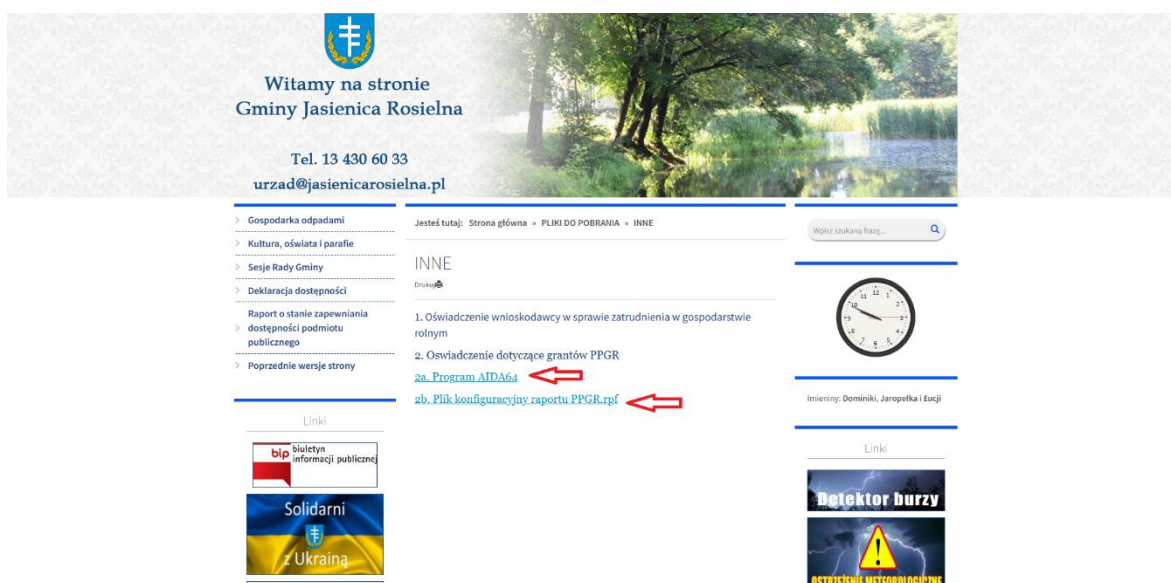 Witamy na stronie
Gminy Jasienica Rosielna
Tel. 13 430 60 33
urzad@jasienicarosielna.pl
Gospodarka odpadami
Kultura, oświata i parafie
Sesje Rady Gminy
Deklaracja dostępności
Raport o stanie zapewniania
dostępności podmiotu
publicznego
Poprzednie wersje strony
Linki
bip biuletyn
informacji publicznej
Solidarni
z Ukrainą
Jesteś tutaj: Strona główna » PLIKI DO POBRANIA » INNE
INNE
Drukuj
1. Oświadczenie wnioskodawcy w sprawie zatrudnienia w gospodarstwie
rolnym
2. Oswiadczenie dotyczące grantów PPGR
2a. Program AIDA64
2b. Plik konfiguracyjny raportu PPGR.rpf
Wpisz szukaną frazę...
Imieniny: Dominiki, Jaropełka i Łucji
Linki
Detektor burzy
OSTRZEŻENIE METEOROLOGICZNE